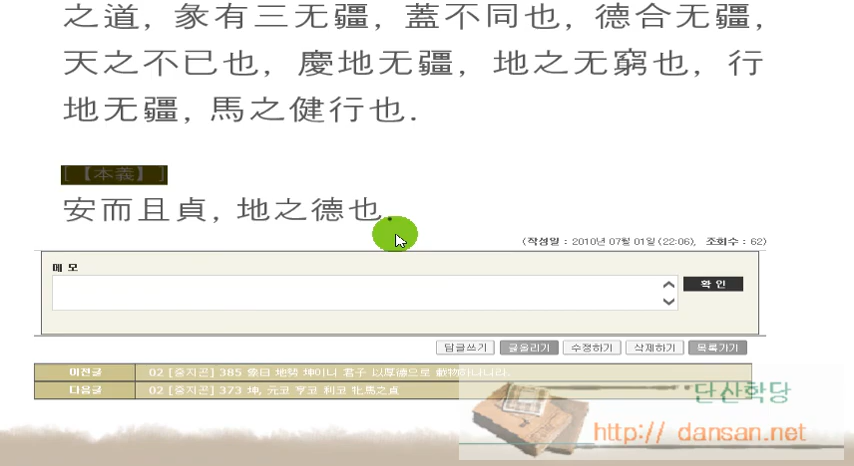 之道, 彖有三无疆, 蓋不同也, 德合无疆,
天之不已也, 慶地无疆, 地之无窮也, 行
地无疆, 馬之健行也.
[ 【本義】 ]
安而且貞, 地之德也.
(작성일 : 2010년 07월 01일 (22:06), 조회수 : 62)
메 모
확 인
답글쓰기 글올리기 수정하기 삭제하기 목록가기
이전글 02 [중지곤] 385 象曰 地勢 坤이니 君子 以厚德으로 載物하나니라.
다음글 02 [중지곤] 373 坤, 元코 亨코 利코 牝馬之貞
단산학당
http:// dansan.net